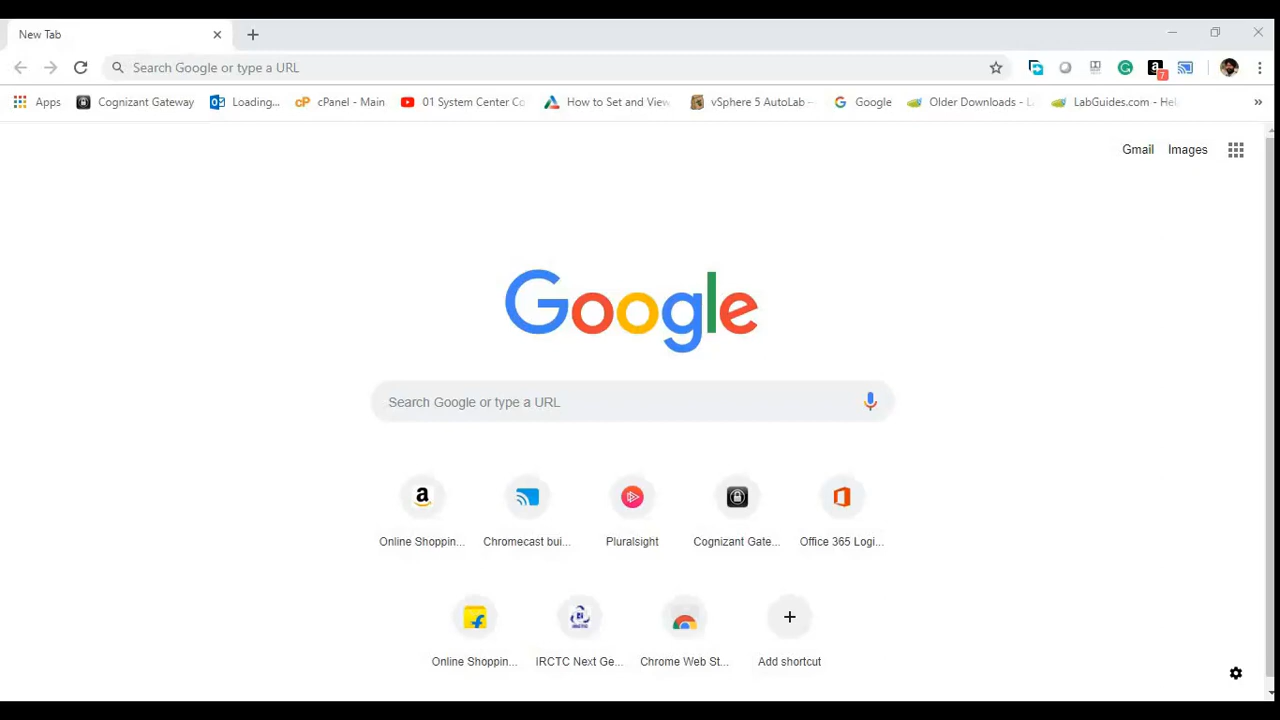 New Tab
Search Google or type a URL
7
Apps Cognizant Gateway Loading... cPanel - Main 01 System Center Co How to Set and View vSphere 5 AutoLab - Google Older Downloads - L LabGuides.com - Hel »
Gmail Images
Google
Search Google or type a URL
Online Shoppin... Chromecast bui... Pluralsight Cognizant Gate... Office 365 Logi...
Online Shoppin... IRCTC Next Ge... Chrome Web St... Add shortcut